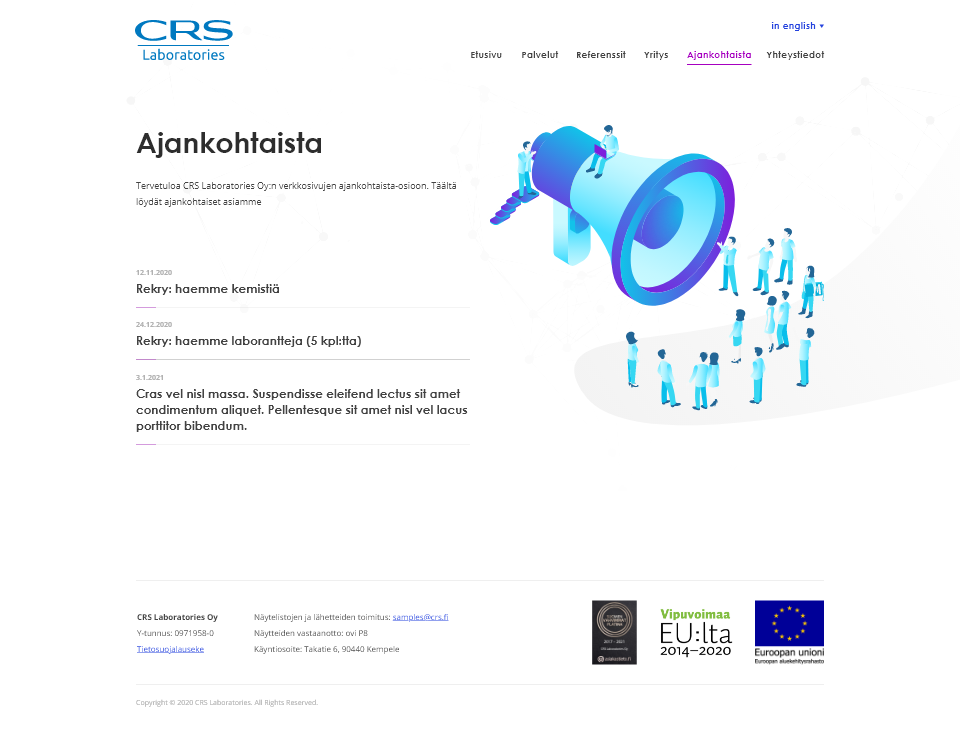 CRS
Laboratories
in english
Etusivu Palvelut Referenssit Yritys Ajankohtaista Yhteystiedot
Ajankohtaista
Tervetuloa CRS Laboratories Oy:n verkkosivujen ajankohtaista-osioon. Täältä
löydät ajankohtaiset asiamme
12.11.2020
Rekry: haemme kemistiä
24.12.2020
Rekry: haemme laborantteja (5 kpl:tta)
3.1.2021
Cras vel nisl massa. Suspendisse eleifend lectus sit amet
condimentum aliquet. Pellentesque sit amet nisl vel lacus
porttitor bibendum.
CRS Laboratories Oy
Y-tunnus: 0971958-0
Tietosuojalauseke
Näytelistojen ja lähetteiden toimitus: samples@crs.fi
Näytteiden vastaanotto: ovi P8
Käyntiosoite: Takatie 6, 90440 Kempele
Vipuvoimaa
EU:lta
2014–2020
Euroopan unioni
Euroopan aluekehitysrahasto
Copyright © 2020 CRS Laboratories. All Rights Reserved.